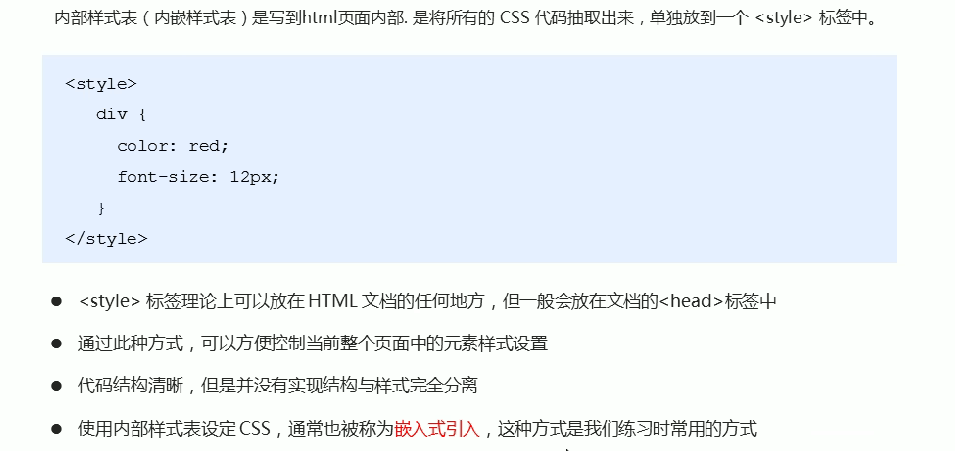 内部样式表（内嵌样式表）是写到html页面内部. 是将所有的 CSS 代码抽取出来，单独放到一个 <style> 标签中。
<style>
div {
color: red;
font-size: 12px;
}
</style>
● <style> 标签理论上可以放在 HTML 文档的任何地方，但一般会放在文档的<head>标签中
● 通过此种方式，可以方便控制当前整个页面中的元素样式设置
● 代码结构清晰，但是并没有实现结构与样式完全分离
● 使用内部样式表设定 CSS，通常也被称为嵌入式引入，这种方式是我们练习时常用的方式